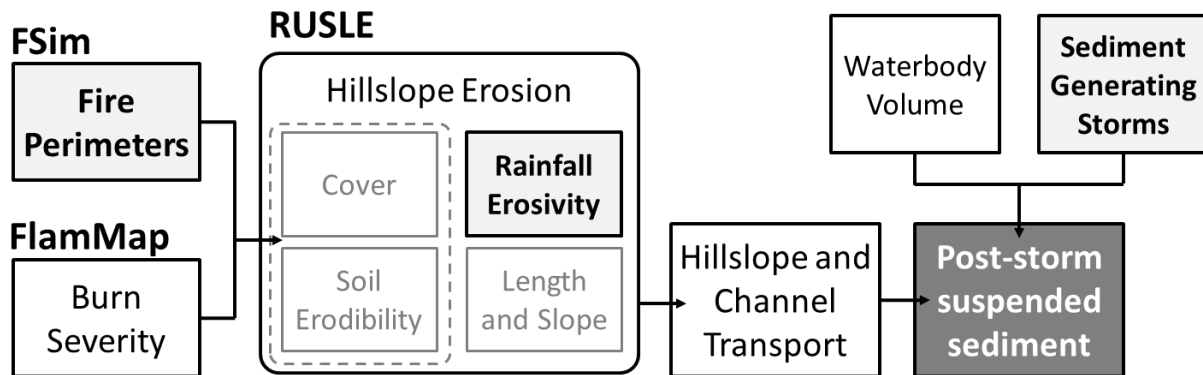 FSim
Fire
Perimeters
FlamMap
Burn
Severity
RUSLE
Hillslope Erosion
Cover
Rainfall
Erosivity
Soil
Erodibility
Length
and Slope
Hillslope and
Channel
Transport
Waterbody
Volume
Sediment
Generating
Storms
Post-storm
suspended
sediment